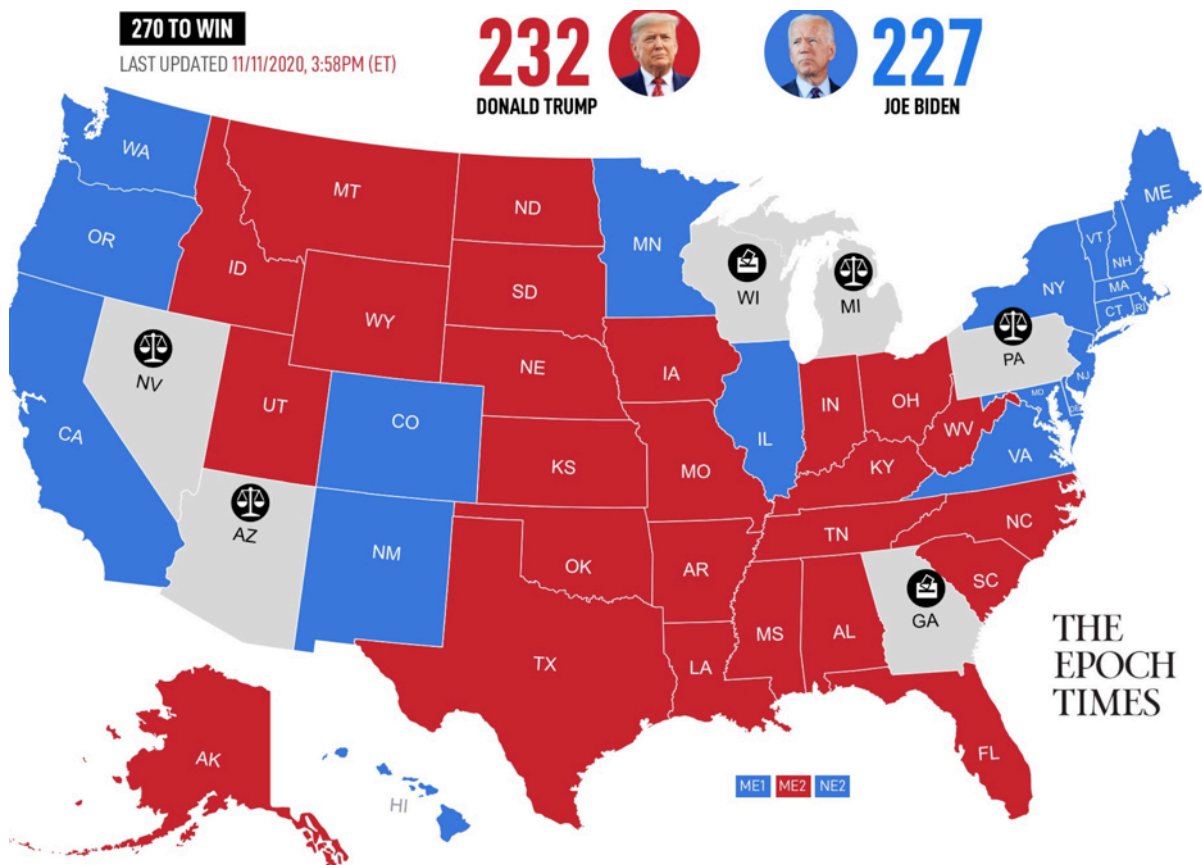 270 TO WIN
LAST UPDATED 11/11/2020, 3:58PM (ET)
232
DONALD TRUMP
227
JOE BIDEN
WA
MT
ND
MN
ME
VT
NH
OR
ID
SD
WI
MI
NY
MA
CT
RI
WY
NE
IA
PA
NJ
MD
DE
NV
UT
CO
IL
IN
OH
WV
VA
CA
KS
MO
KY
AZ
NM
OK
AR
TN
NC
SC
TX
LA
MS
AL
GA
FL
AK
HI
THE
EPOCH
TIMES
ME1 ME2 NE2